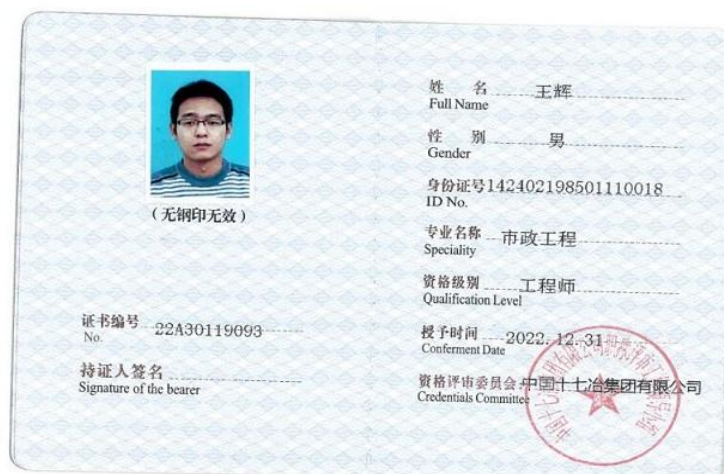 (无钢印无效)
证书编号 22A30119093
No.
持证人签名
Signature of the bearer
姓 名 王辉
Full Name
性 别 男
Gender
身份证号142402198501110018
ID No.
专业名称 市政工程
Speciality
资格级别 工程师
Qualification Level
授予时间 2022.12.31
Conferment Date
资格评审委员会:中国十七冶集团有限公司
Credentials Committee